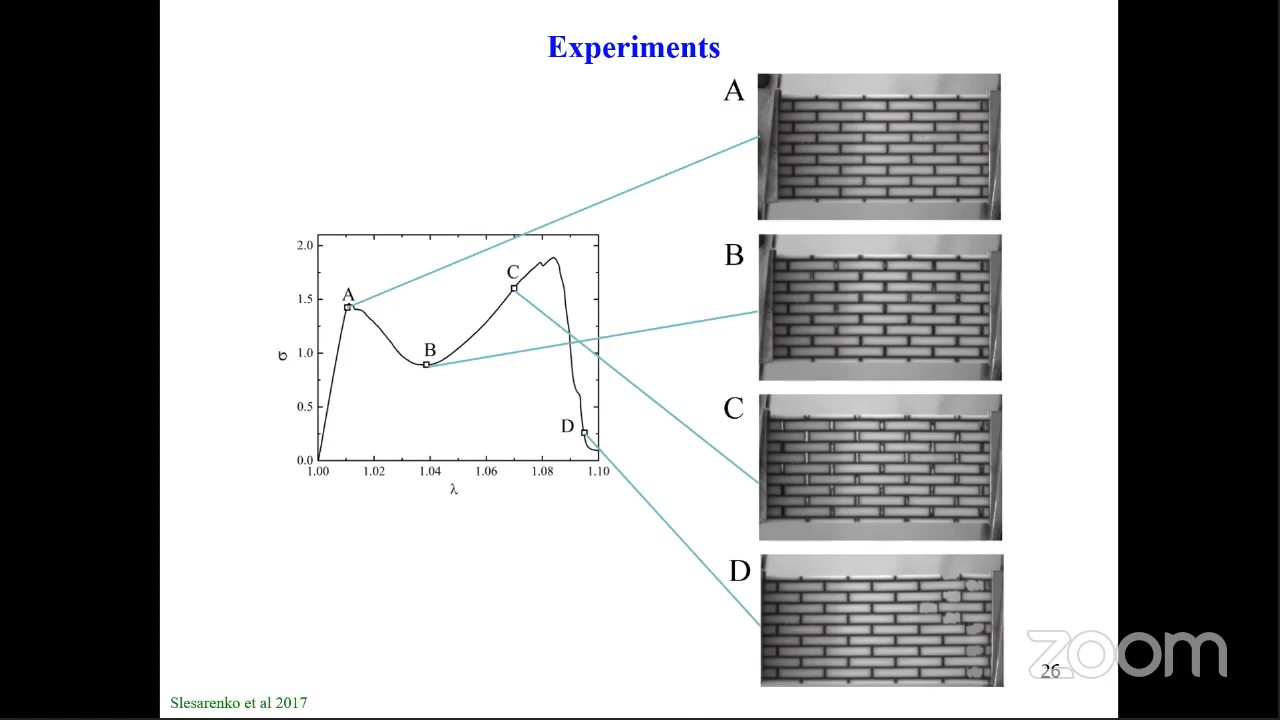 Experiments
A
B
C
D
2.0
1.5
1.0
0.5
0.0
σ
A
B
C
D
1.00 1.02 1.04 1.06 1.08 1.10
λ
zoom
26
Slesarenko et al 2017